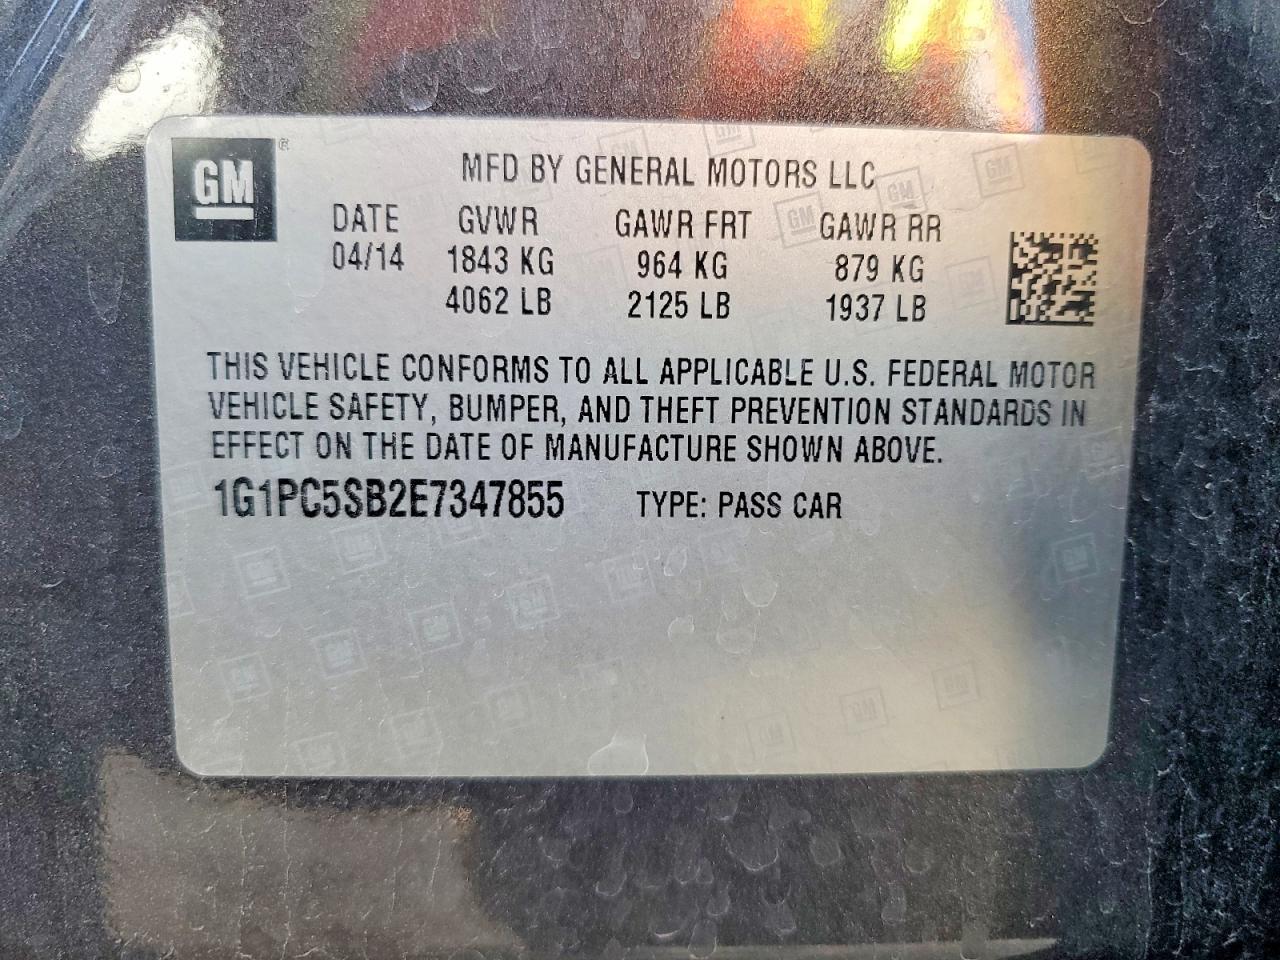 GM ®
MFD BY GENERAL MOTORS LLC
DATE GVWR GAWR FRT GAWR RR
04/14 1843 KG 964 KG 879 KG
4062 LB 2125 LB 1937 LB
THIS VEHICLE CONFORMS TO ALL APPLICABLE U.S. FEDERAL MOTOR
VEHICLE SAFETY, BUMPER, AND THEFT PREVENTION STANDARDS IN
EFFECT ON THE DATE OF MANUFACTURE SHOWN ABOVE.
1G1PC5SB2E7347855 TYPE: PASS CAR